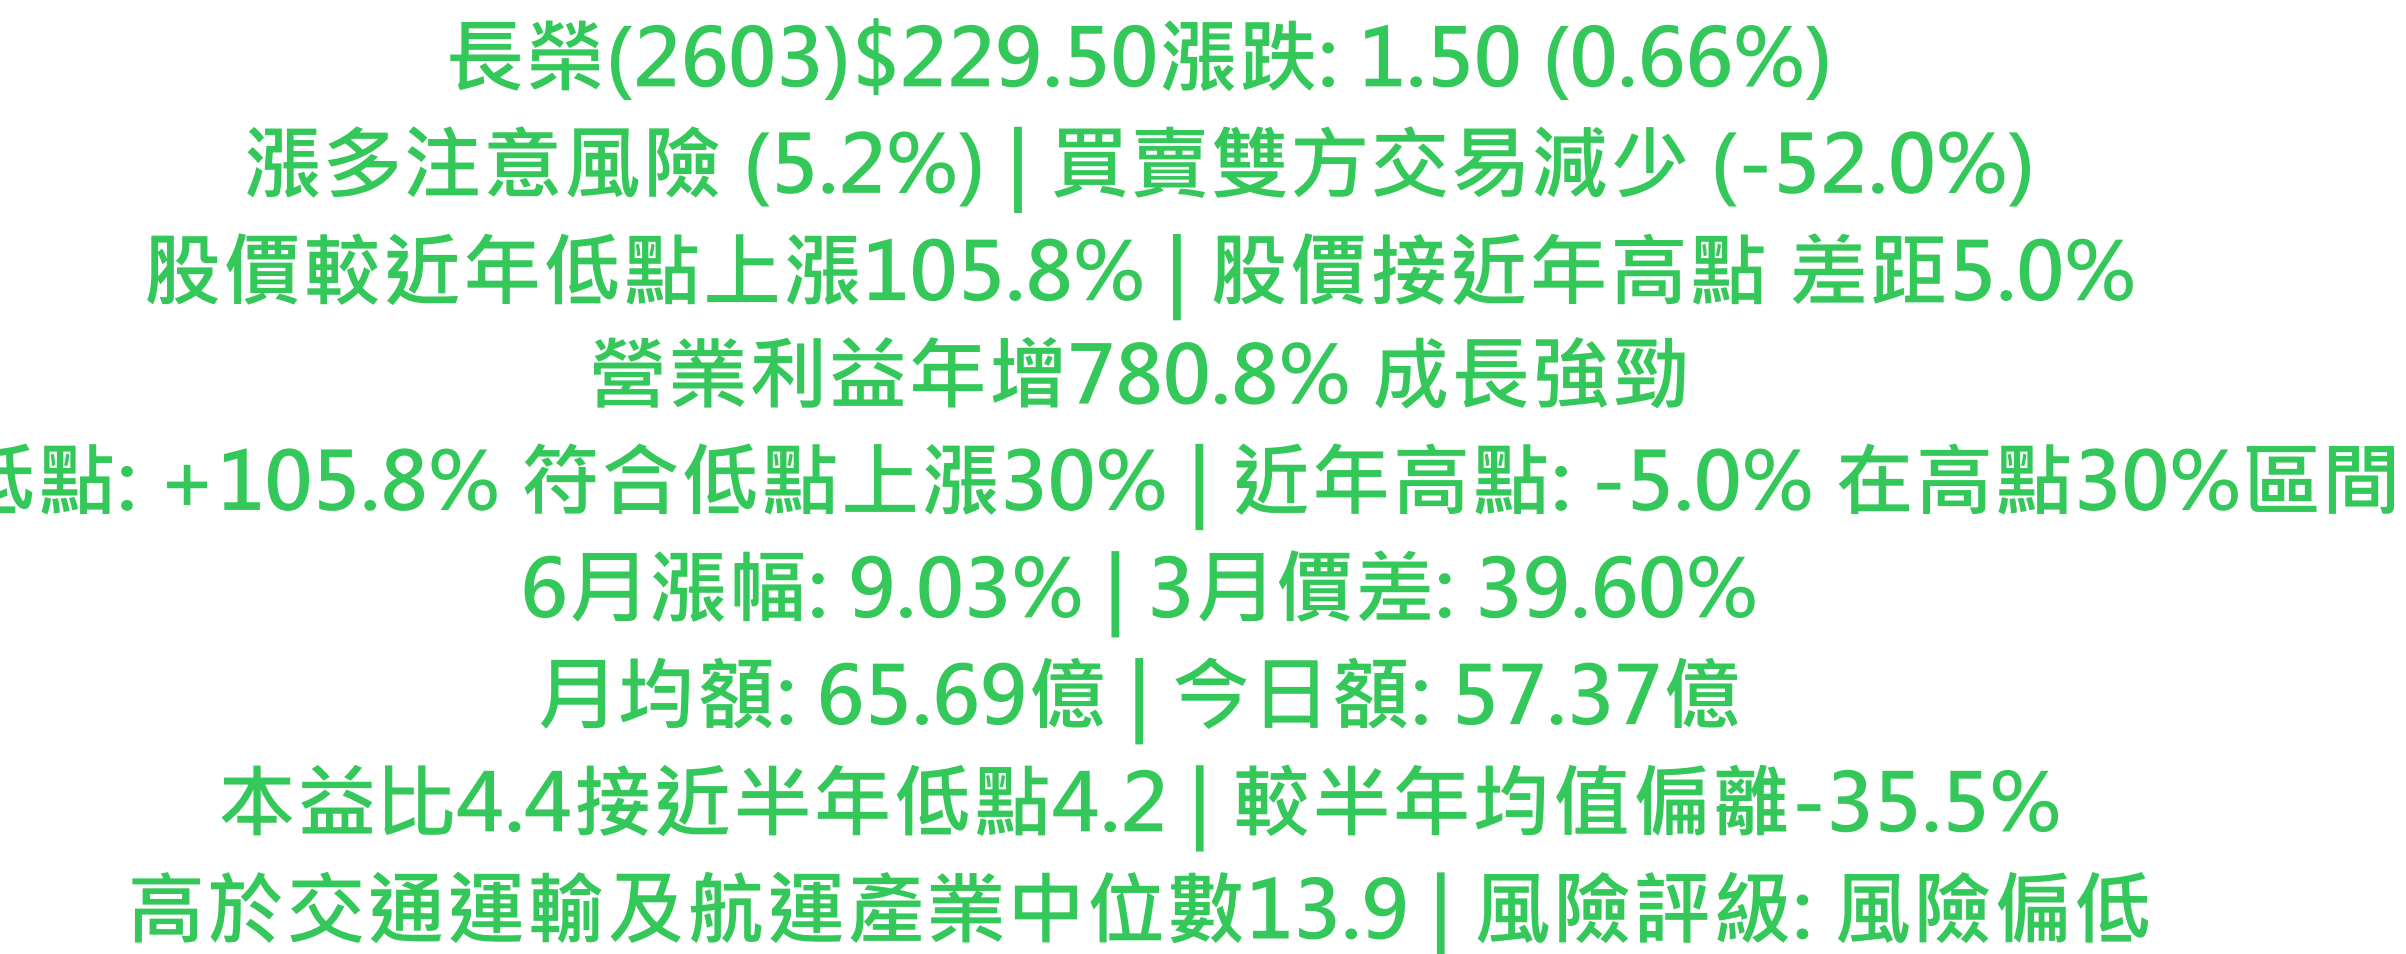 長榮(2603)$229.50漲跌: 1.50 (0.66%)
漲多注意風險 (5.2%) | 買賣雙方交易減少 (-52.0%)
股價較近年低點上漲105.8% | 股價接近年高點 差距5.0%
營業利益年增780.8% 成長強勁
低點: +105.8% 符合低點上漲30% | 近年高點: -5.0% 在高點30%區間
6月漲幅: 9.03% | 3月價差: 39.60%
月均額: 65.69億 | 今日額: 57.37億
本益比4.4接近半年低點4.2 | 較半年均值偏離-35.5%
高於交通運輸及航運產業中位數13.9 | 風險評級: 風險偏低